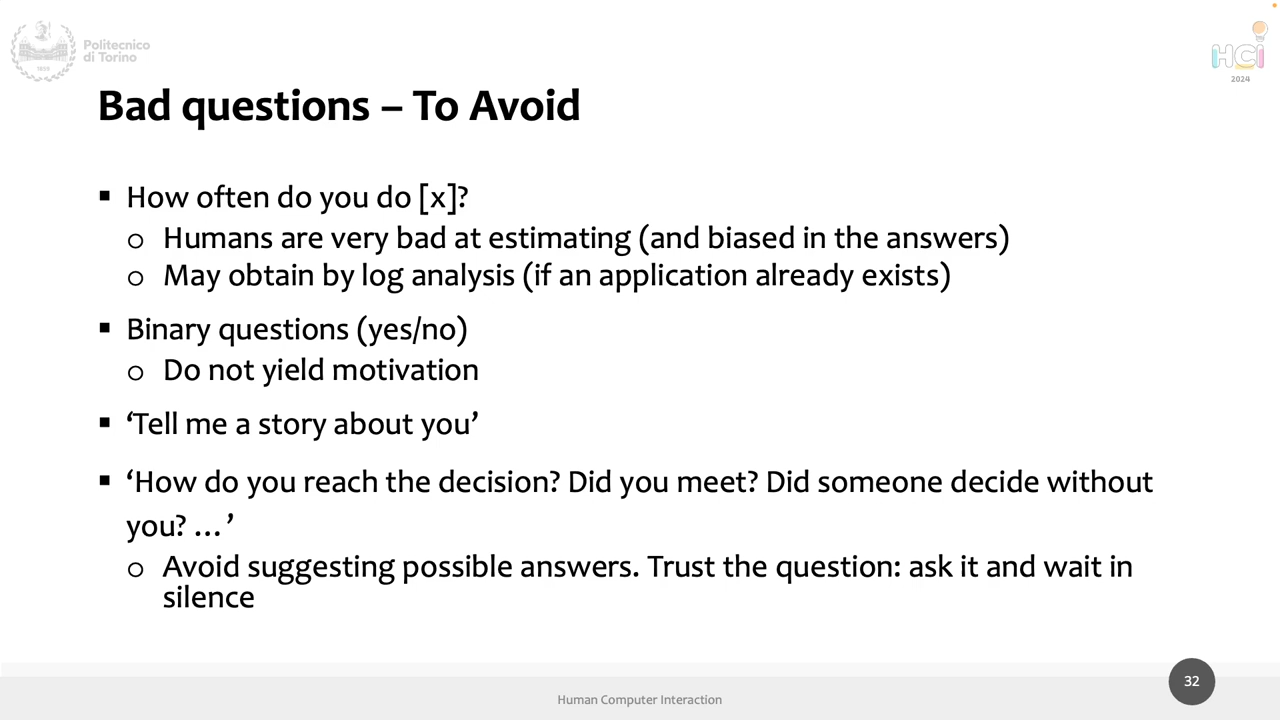 Politecnico
di Torino
1859
HCI
2024
Bad questions – To Avoid
▪ How often do you do [x]?
o Humans are very bad at estimating (and biased in the answers)
o May obtain by log analysis (if an application already exists)
▪ Binary questions (yes/no)
o Do not yield motivation
▪ ‘Tell me a story about you’
▪ ‘How do you reach the decision? Did you meet? Did someone decide without
you? …’
o Avoid suggesting possible answers. Trust the question: ask it and wait in
silence
Human Computer Interaction
32